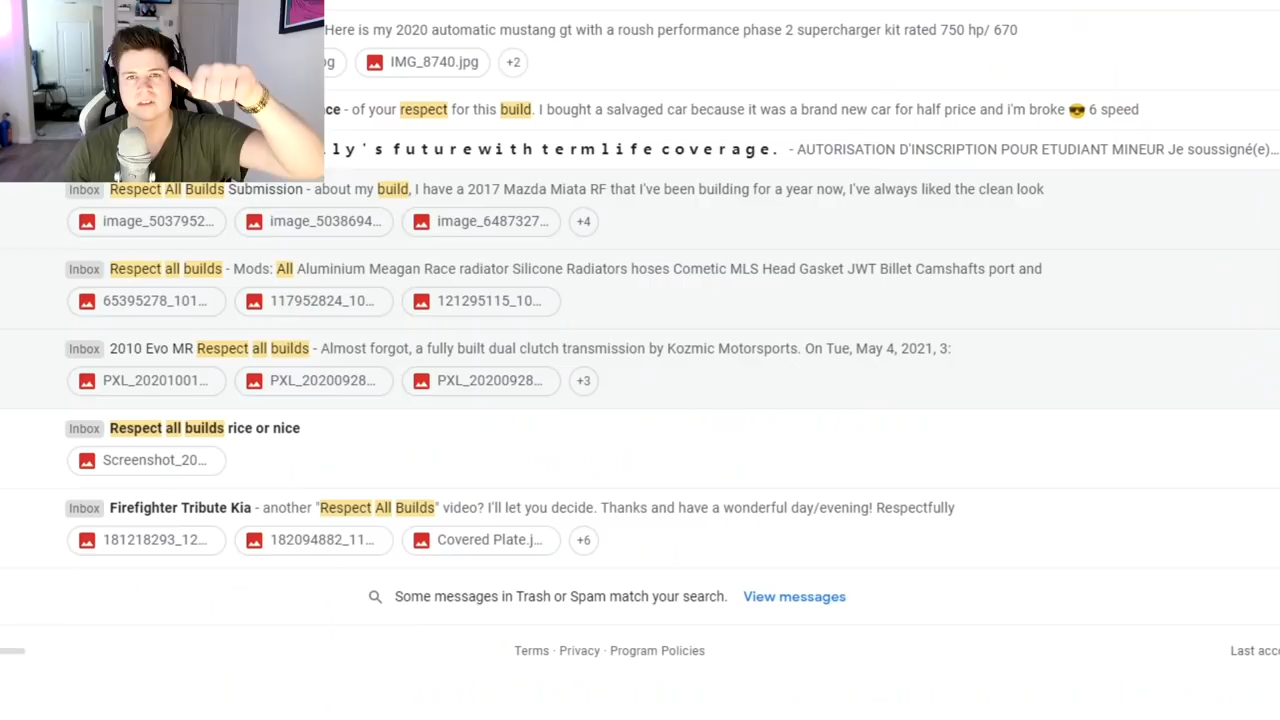 Here is my 2020 automatic mustang gt with a roush performance phase 2 supercharger kit rated 750 hp/ 670
IMG_8740.jpg +2
- of your respect for this build. I bought a salvaged car because it was a brand new car for half price and i'm broke 😎 6 speed
l y ' s f u t u r e w i t h t e r m l i f e c o v e r a g e . - AUTORISATION D'INSCRIPTION POUR ETUDIANT MINEUR Je soussigné(e)...
Inbox Respect All Builds Submission - about my build, I have a 2017 Mazda Miata RF that I've been building for a year now, I've always liked the clean look
image_5037952... image_5038694... image_6487327... +4
Inbox Respect all builds - Mods: All Aluminium Meagan Race radiator Silicone Radiators hoses Cometic MLS Head Gasket JWT Billet Camshafts port and
65395278_101... 117952824_10... 121295115_10...
Inbox 2010 Evo MR Respect all builds - Almost forgot, a fully built dual clutch transmission by Kozmic Motorsports. On Tue, May 4, 2021, 3:
PXL_20201001... PXL_20200928... PXL_20200928... +3
Inbox Respect all builds rice or nice
Screenshot_20...
Inbox Firefighter Tribute Kia - another "Respect All Builds" video? I'll let you decide. Thanks and have a wonderful day/evening! Respectfully
181218293_12... 182094882_11... Covered Plate.j... +6
Some messages in Trash or Spam match your search. View messages
Terms · Privacy · Program Policies
Last acc